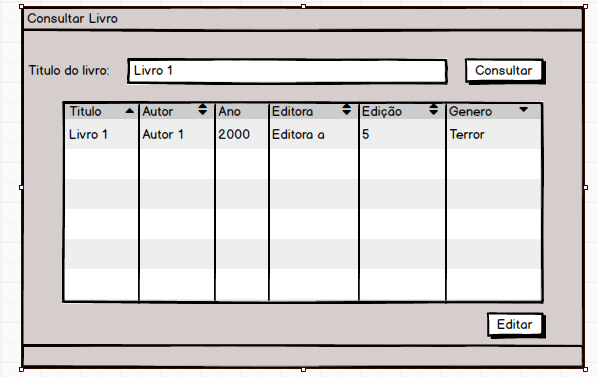 Consultar Livro
Titulo do livro: Livro 1 Consultar
Titulo Autor Ano Editora Edição Genero
Livro 1 Autor 1 2000 Editora a 5 Terror
Editar